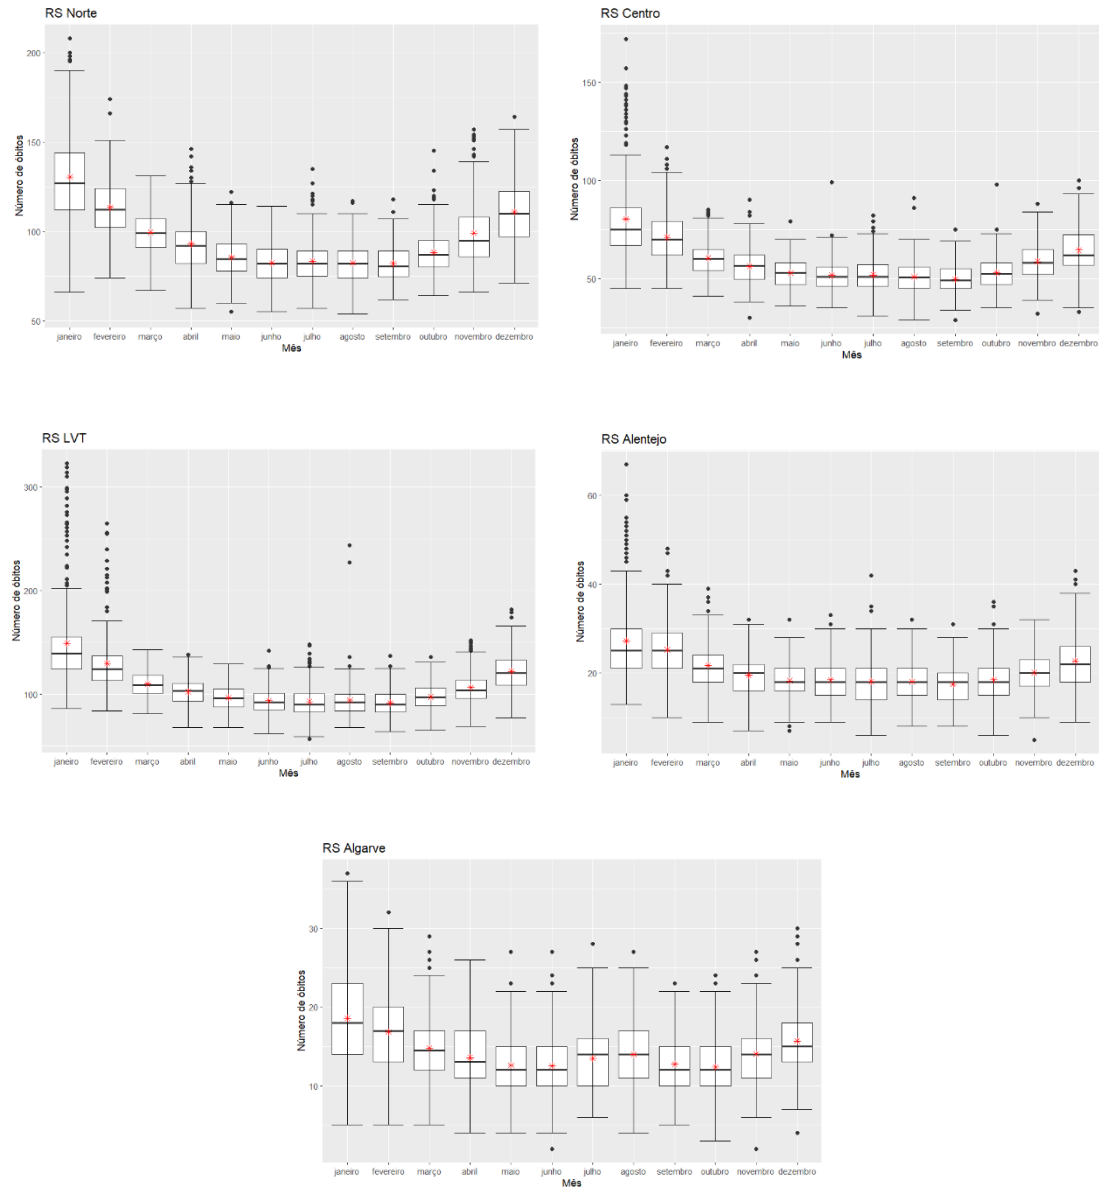 RS Norte
Número de óbitos
200
150
100
50
janeiro fevereiro março abril maio junho julho agosto setembro outubro novembro dezembro
Mês
RS Centro
Número de óbitos
150
100
50
janeiro fevereiro março abril maio junho julho agosto setembro outubro novembro dezembro
Mês
RS LVT
Número de óbitos
300
200
100
janeiro fevereiro março abril maio junho julho agosto setembro outubro novembro dezembro
Mês
RS Alentejo
Número de óbitos
60
40
20
janeiro fevereiro março abril maio junho julho agosto setembro outubro novembro dezembro
Mês
RS Algarve
Número de óbitos
30
20
10
janeiro fevereiro março abril maio junho julho agosto setembro outubro novembro dezembro
Mês